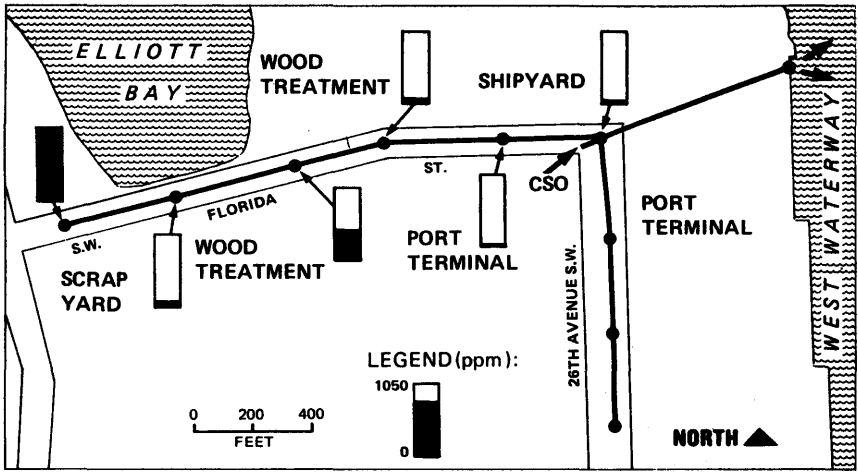 ELLIOTT
BAY
WOOD
TREATMENT
SHIPYARD
CSO
ST.
FLORIDA
S.W.
SCRAP
YARD
WOOD
TREATMENT
PORT
TERMINAL
PORT
TERMINAL
26TH AVENUE S.W.
WEST WATERWAY
LEGEND (ppm):
1050
0
0 200 400
FEET
NORTH